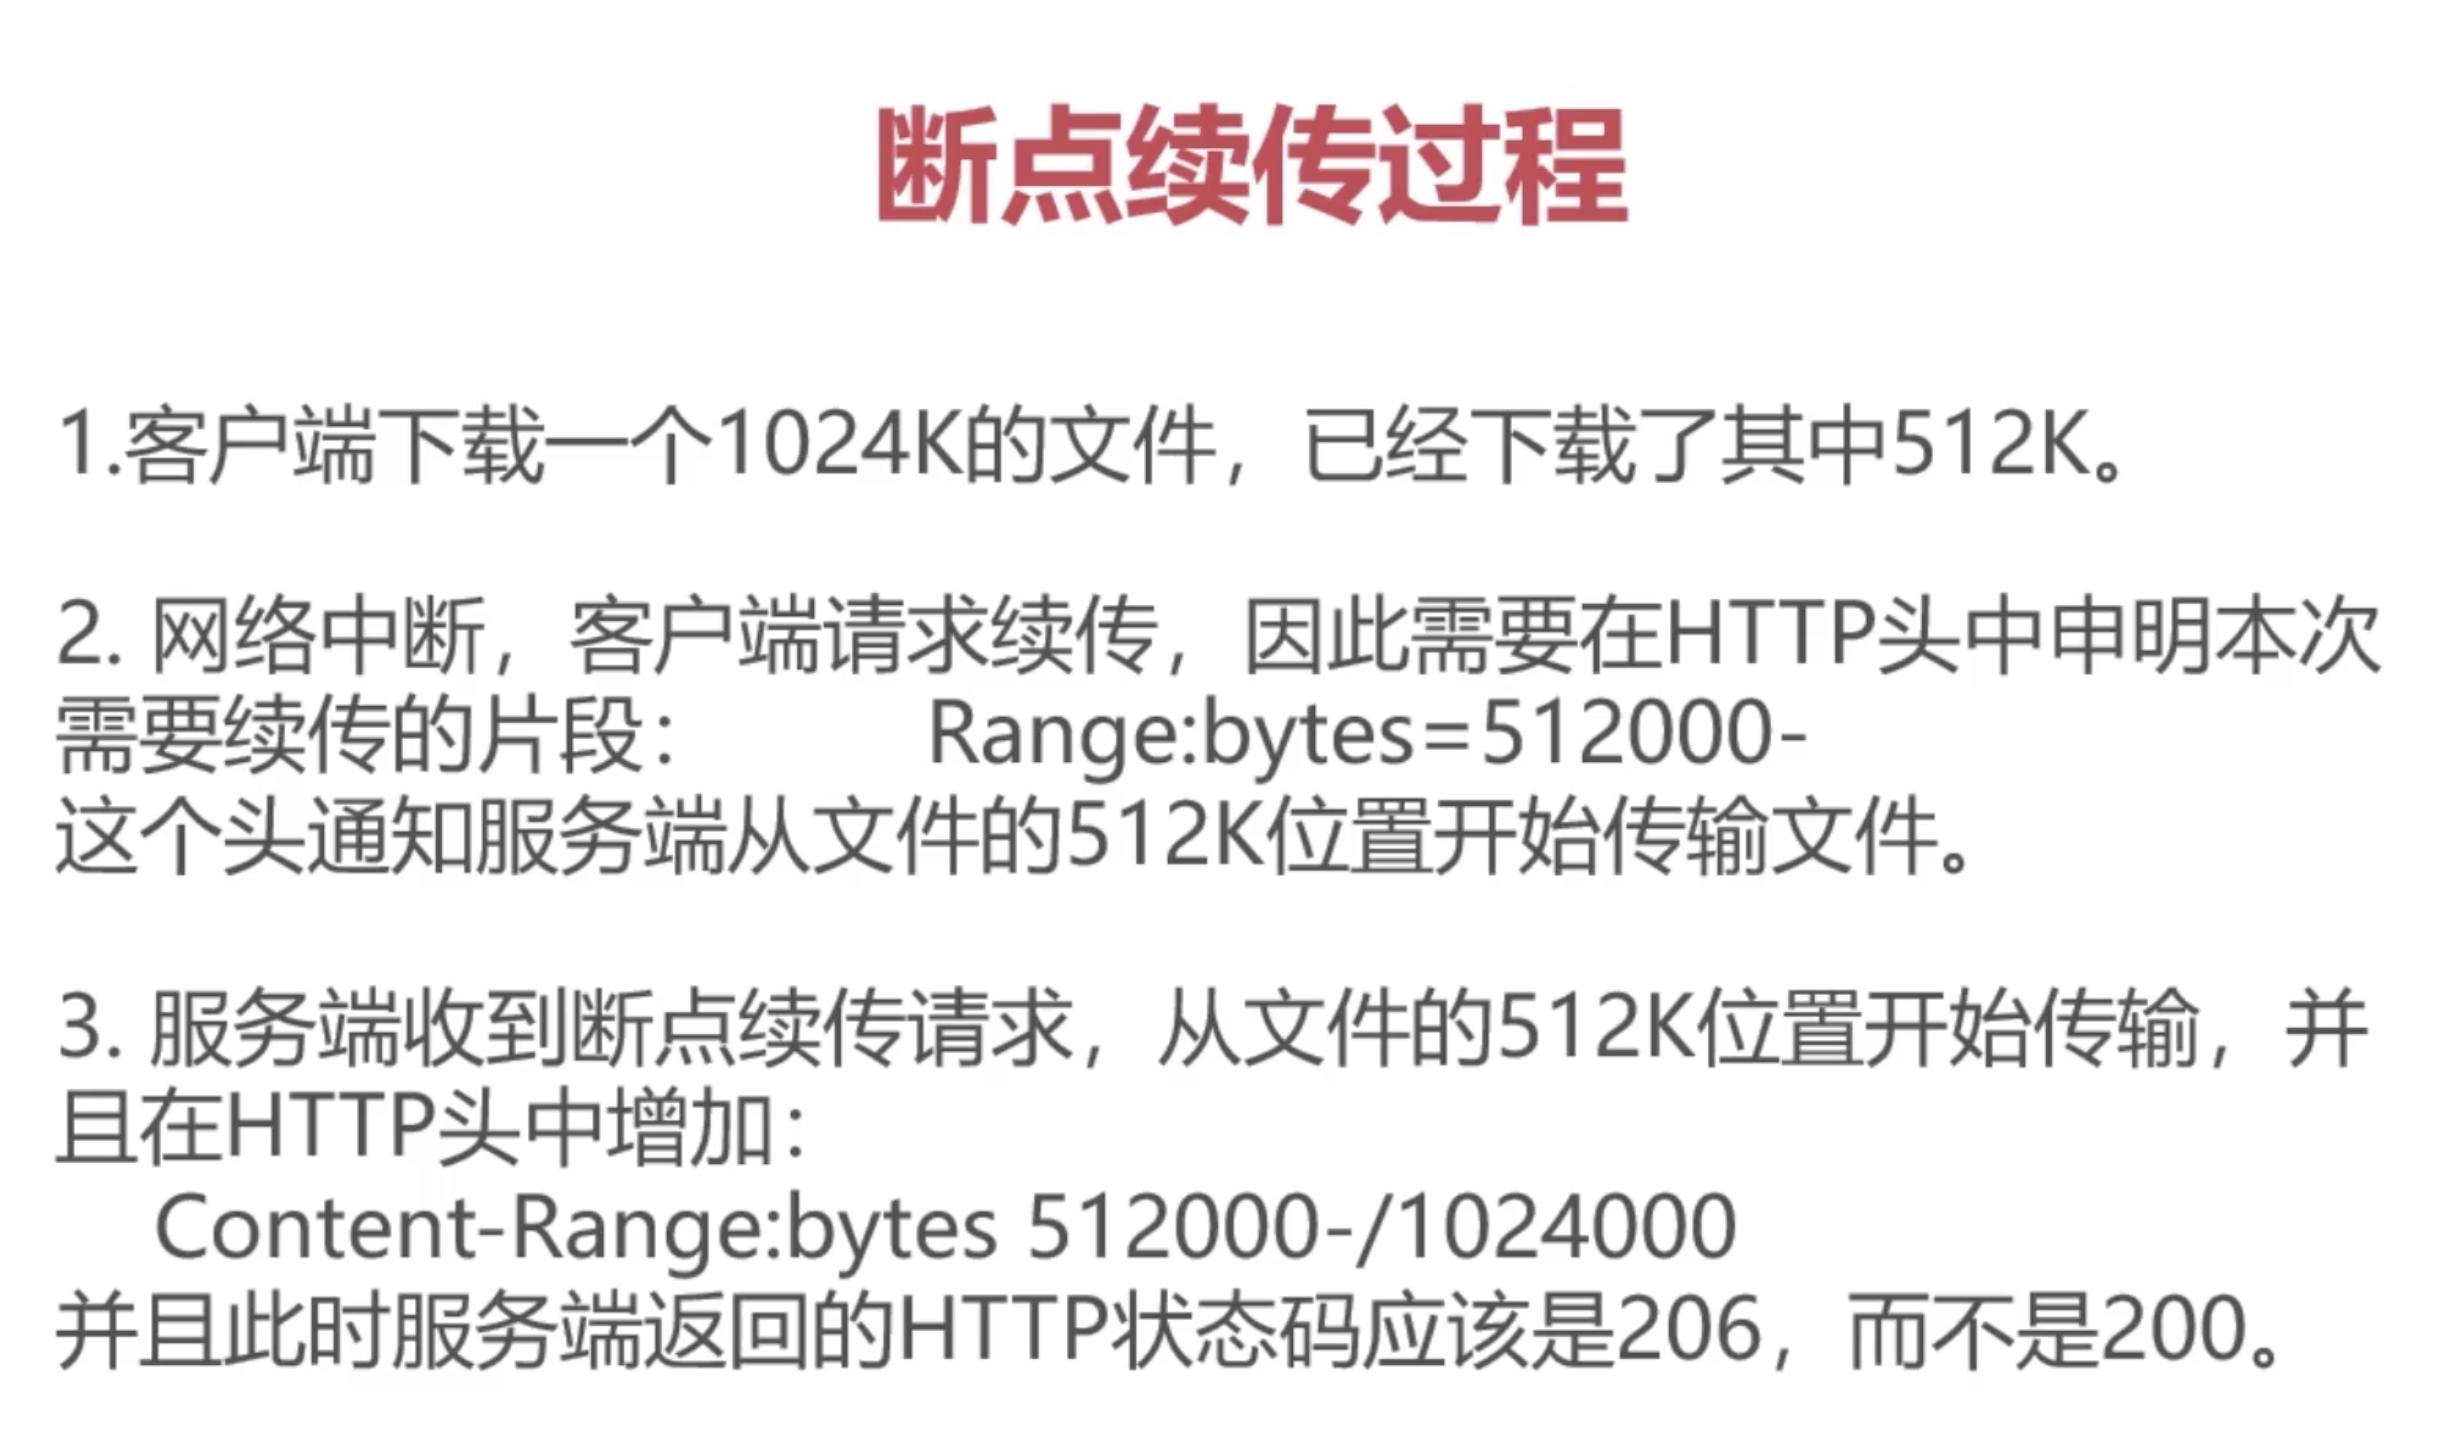 断点续传过程
1.客户端下载一个1024K的文件，已经下载了其中512K。
2. 网络中断，客户端请求续传，因此需要在HTTP头中申明本次
需要续传的片段： Range:bytes=512000-
这个头通知服务端从文件的512K位置开始传输文件。
3. 服务端收到断点续传请求，从文件的512K位置开始传输，并
且在HTTP头中增加：
Content-Range:bytes 512000-/1024000
并且此时服务端返回的HTTP状态码应该是206，而不是200。